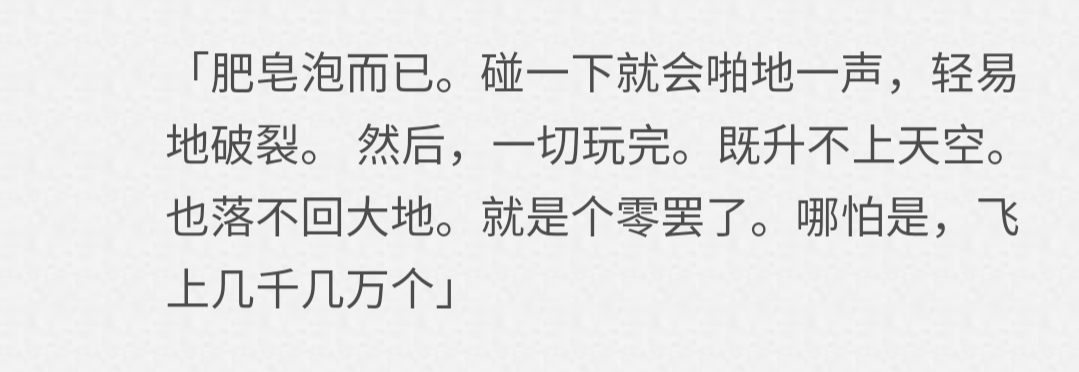 「肥皂泡而已。碰一下就会啪地一声，轻易
地破裂。 然后，一切玩完。既升不上天空。
也落不回大地。就是个零罢了。哪怕是，飞
上几千几万个」